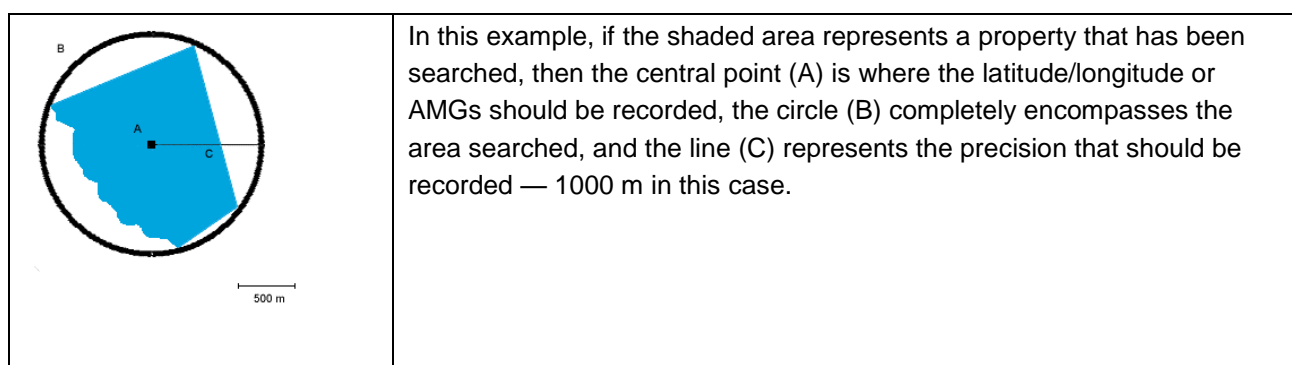 B
A
C
500 m
In this example, if the shaded area represents a property that has been
searched, then the central point (A) is where the latitude/longitude or
AMGs should be recorded, the circle (B) completely encompasses the
area searched, and the line (C) represents the precision that should be
recorded — 1000 m in this case.